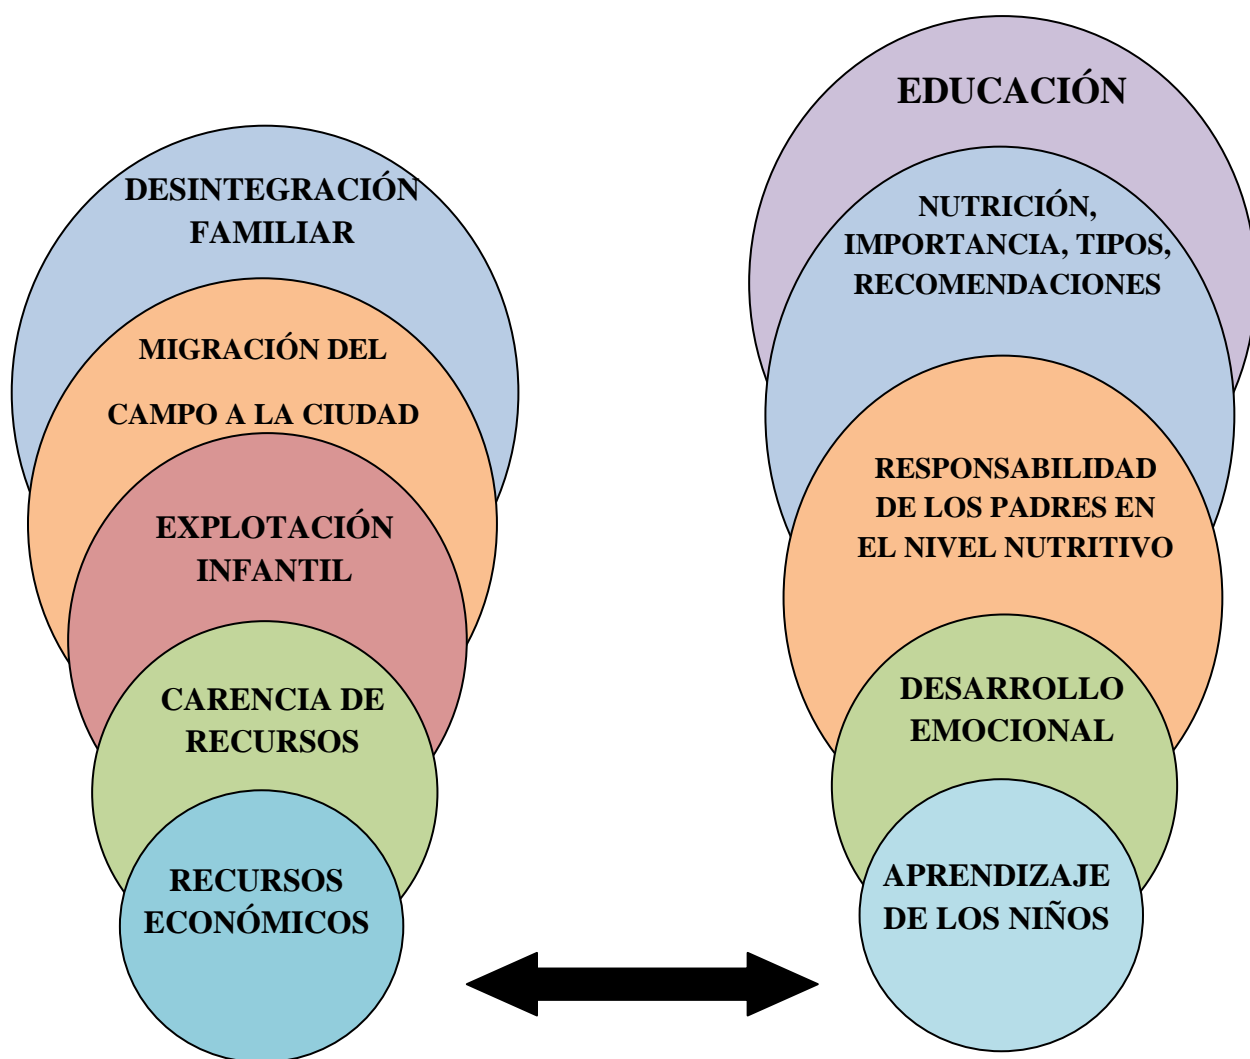 DESINTEGRACIÓN
FAMILIAR
MIGRACIÓN DEL
CAMPO A LA CIUDAD
EXPLOTACIÓN
INFANTIL
CARENCIA DE
RECURSOS
RECURSOS
ECONÓMICOS
EDUCACIÓN
NUTRICIÓN,
IMPORTANCIA, TIPOS,
RECOMENDACIONES
RESPONSABILIDAD
DE LOS PADRES EN
EL NIVEL NUTRITIVO
DESARROLLO
EMOCIONAL
APRENDIZAJE
DE LOS NIÑOS